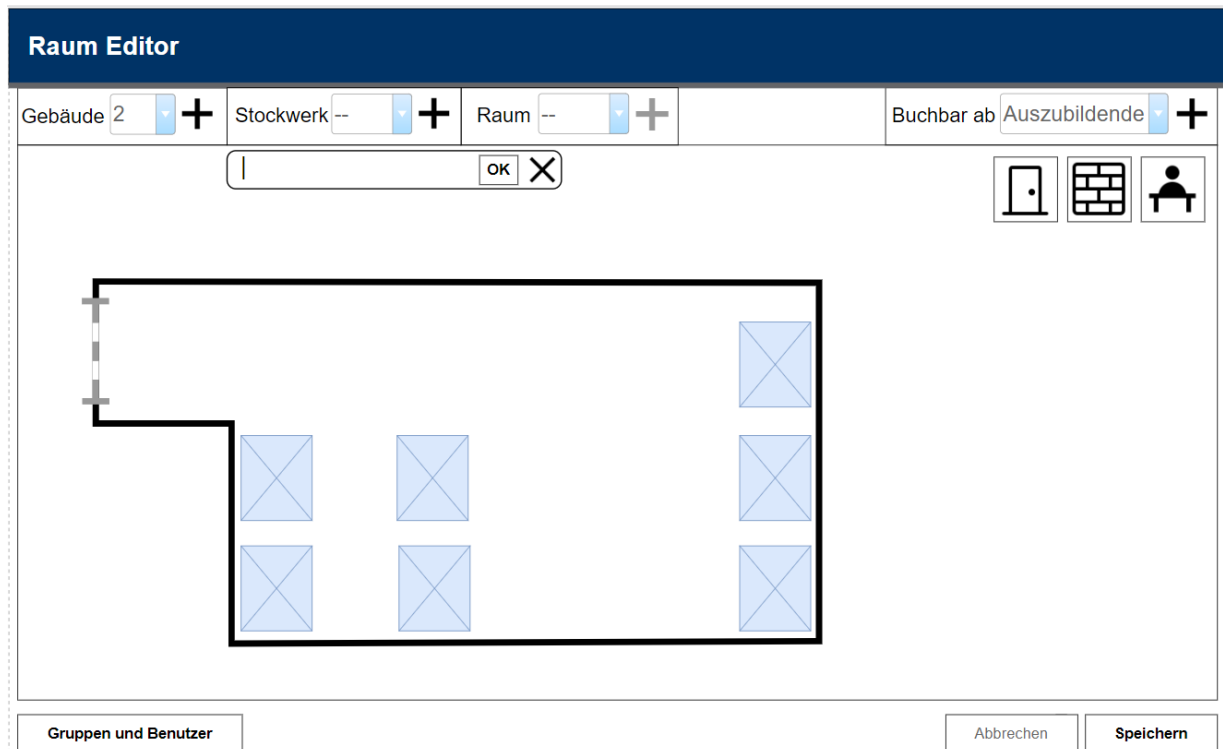 Raum Editor
Gebäude 2 Stockwerk -- Raum -- Buchbar ab Auszubildende
OK
Gruppen und Benutzer Abbrechen Speichern